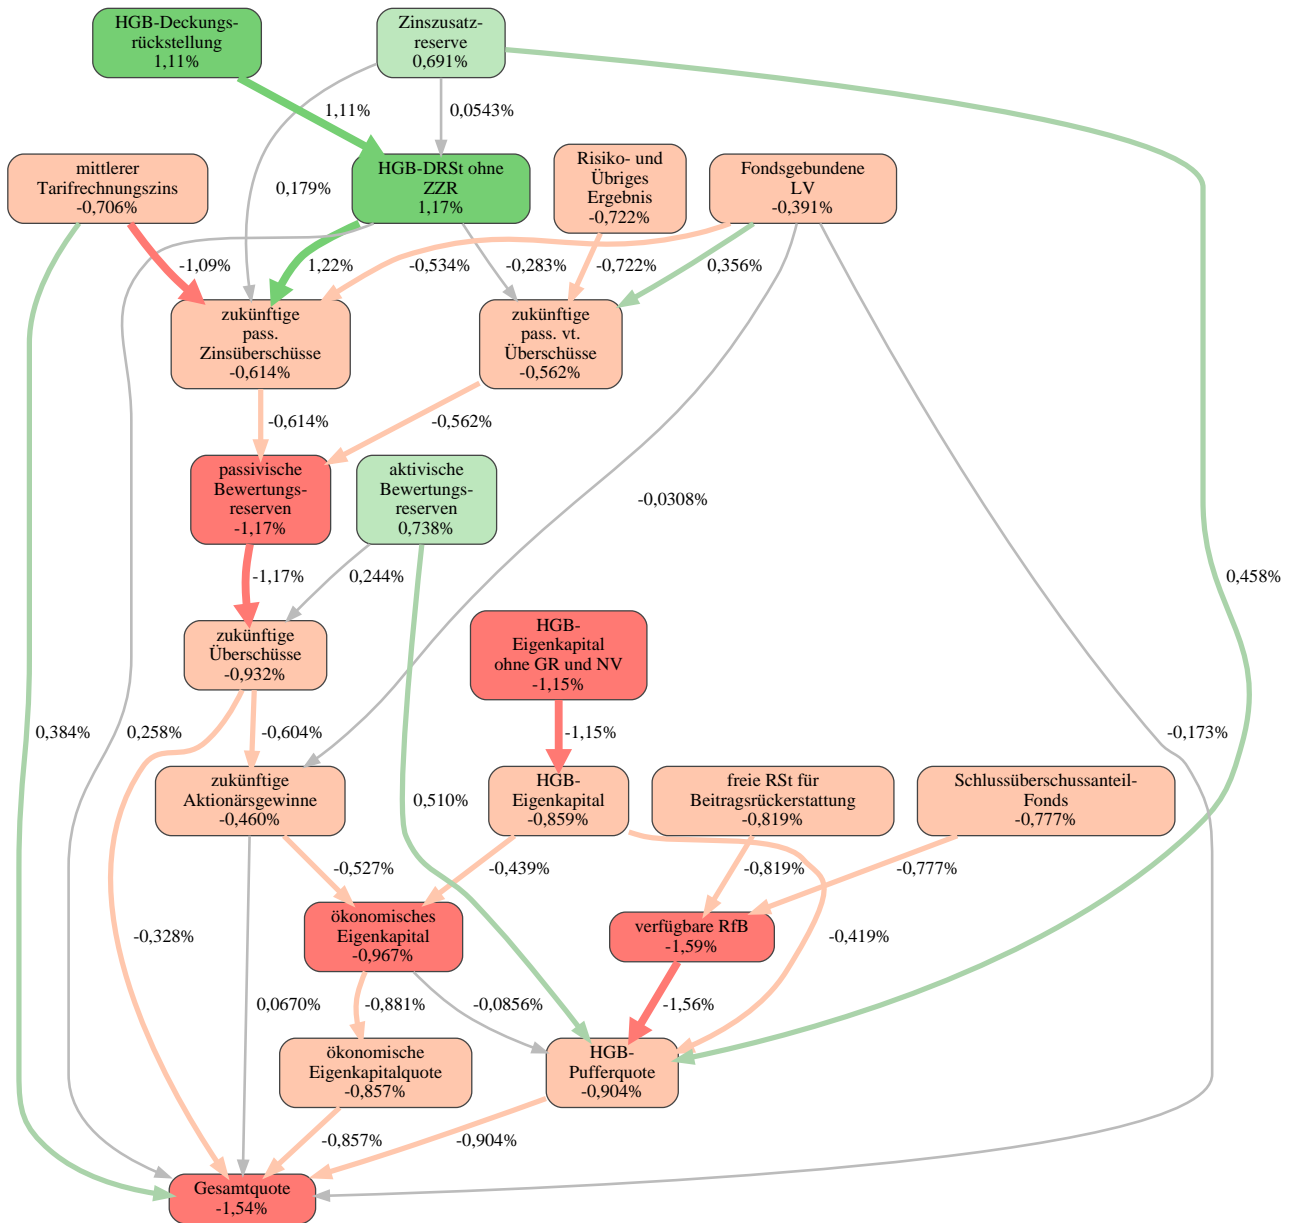 HGB-Deckungs-
rückstellung
1,11%
Zinszusatz-
reserve
0,691%
1,11%
0,0543%
mittlerer
Tarifrechnungszins
-0,706%
0,179%
HGB-DRSt ohne
ZZR
1,17%
Risiko- und
Übriges
Ergebnis
-0,722%
Fondsgebundene
LV
-0,391%
-1,09%
1,22%
-0,534%
-0,283%
-0,722%
0,356%
zukünftige
pass.
Zinsüberschüsse
-0,614%
zukünftige
pass. vt.
Überschüsse
-0,562%
-0,614%
-0,562%
passivische
Bewertungs-
reserven
-1,17%
aktivische
Bewertungs-
reserven
0,738%
-0,0308%
-1,17%
0,244%
0,458%
zukünftige
Überschüsse
-0,932%
HGB-
Eigenkapital
ohne GR und NV
-1,15%
0,384%
0,258%
-0,604%
-1,15%
-0,173%
zukünftige
Aktionärsgewinne
-0,460%
0,510%
HGB-
Eigenkapital
-0,859%
freie RSt für
Beitragsrückerstattung
-0,819%
Schlussüberschussanteil-
Fonds
-0,777%
-0,527%
-0,439%
-0,819%
-0,777%
-0,328%
ökonomisches
Eigenkapital
-0,967%
verfügbare RfB
-1,59%
-0,419%
0,0670%
-0,881%
-0,0856%
-1,56%
ökonomische
Eigenkapitalquote
-0,857%
HGB-
Pufferquote
-0,904%
-0,857%
-0,904%
Gesamtquote
-1,54%